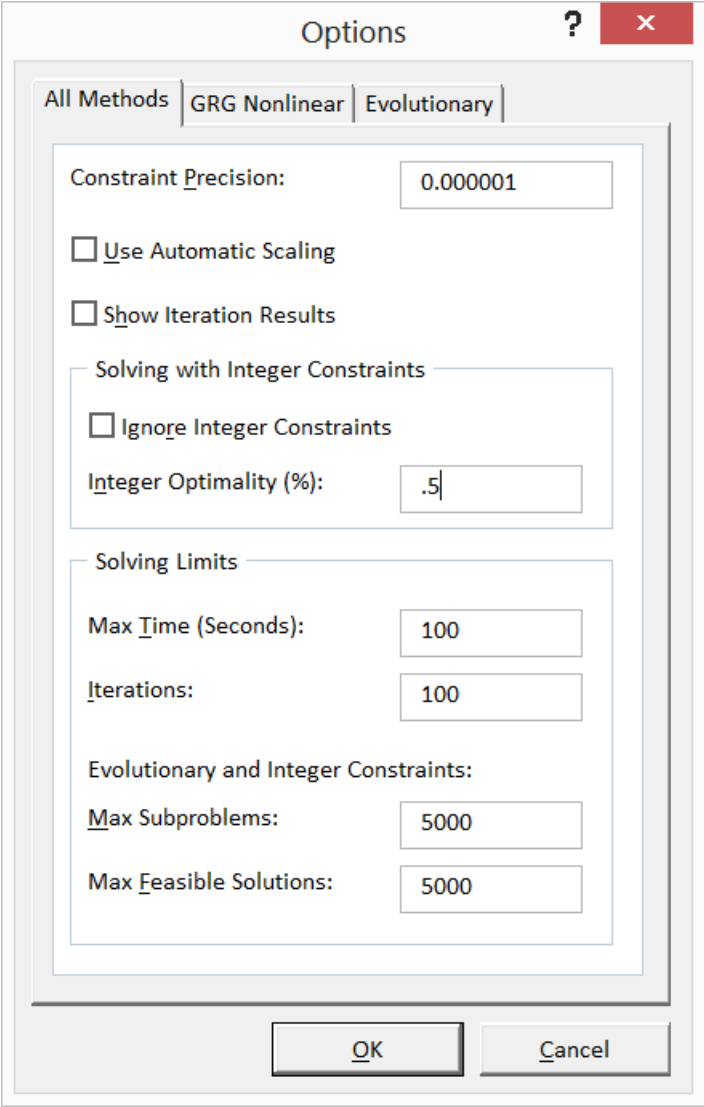 Options ?
All Methods GRG Nonlinear Evolutionary
Constraint Precision: 0.000001
Use Automatic Scaling
Show Iteration Results
Solving with Integer Constraints
Ignore Integer Constraints
Integer Optimality (%): .5
Solving Limits
Max Time (Seconds): 100
Iterations: 100
Evolutionary and Integer Constraints:
Max Subproblems: 5000
Max Feasible Solutions: 5000
OK Cancel